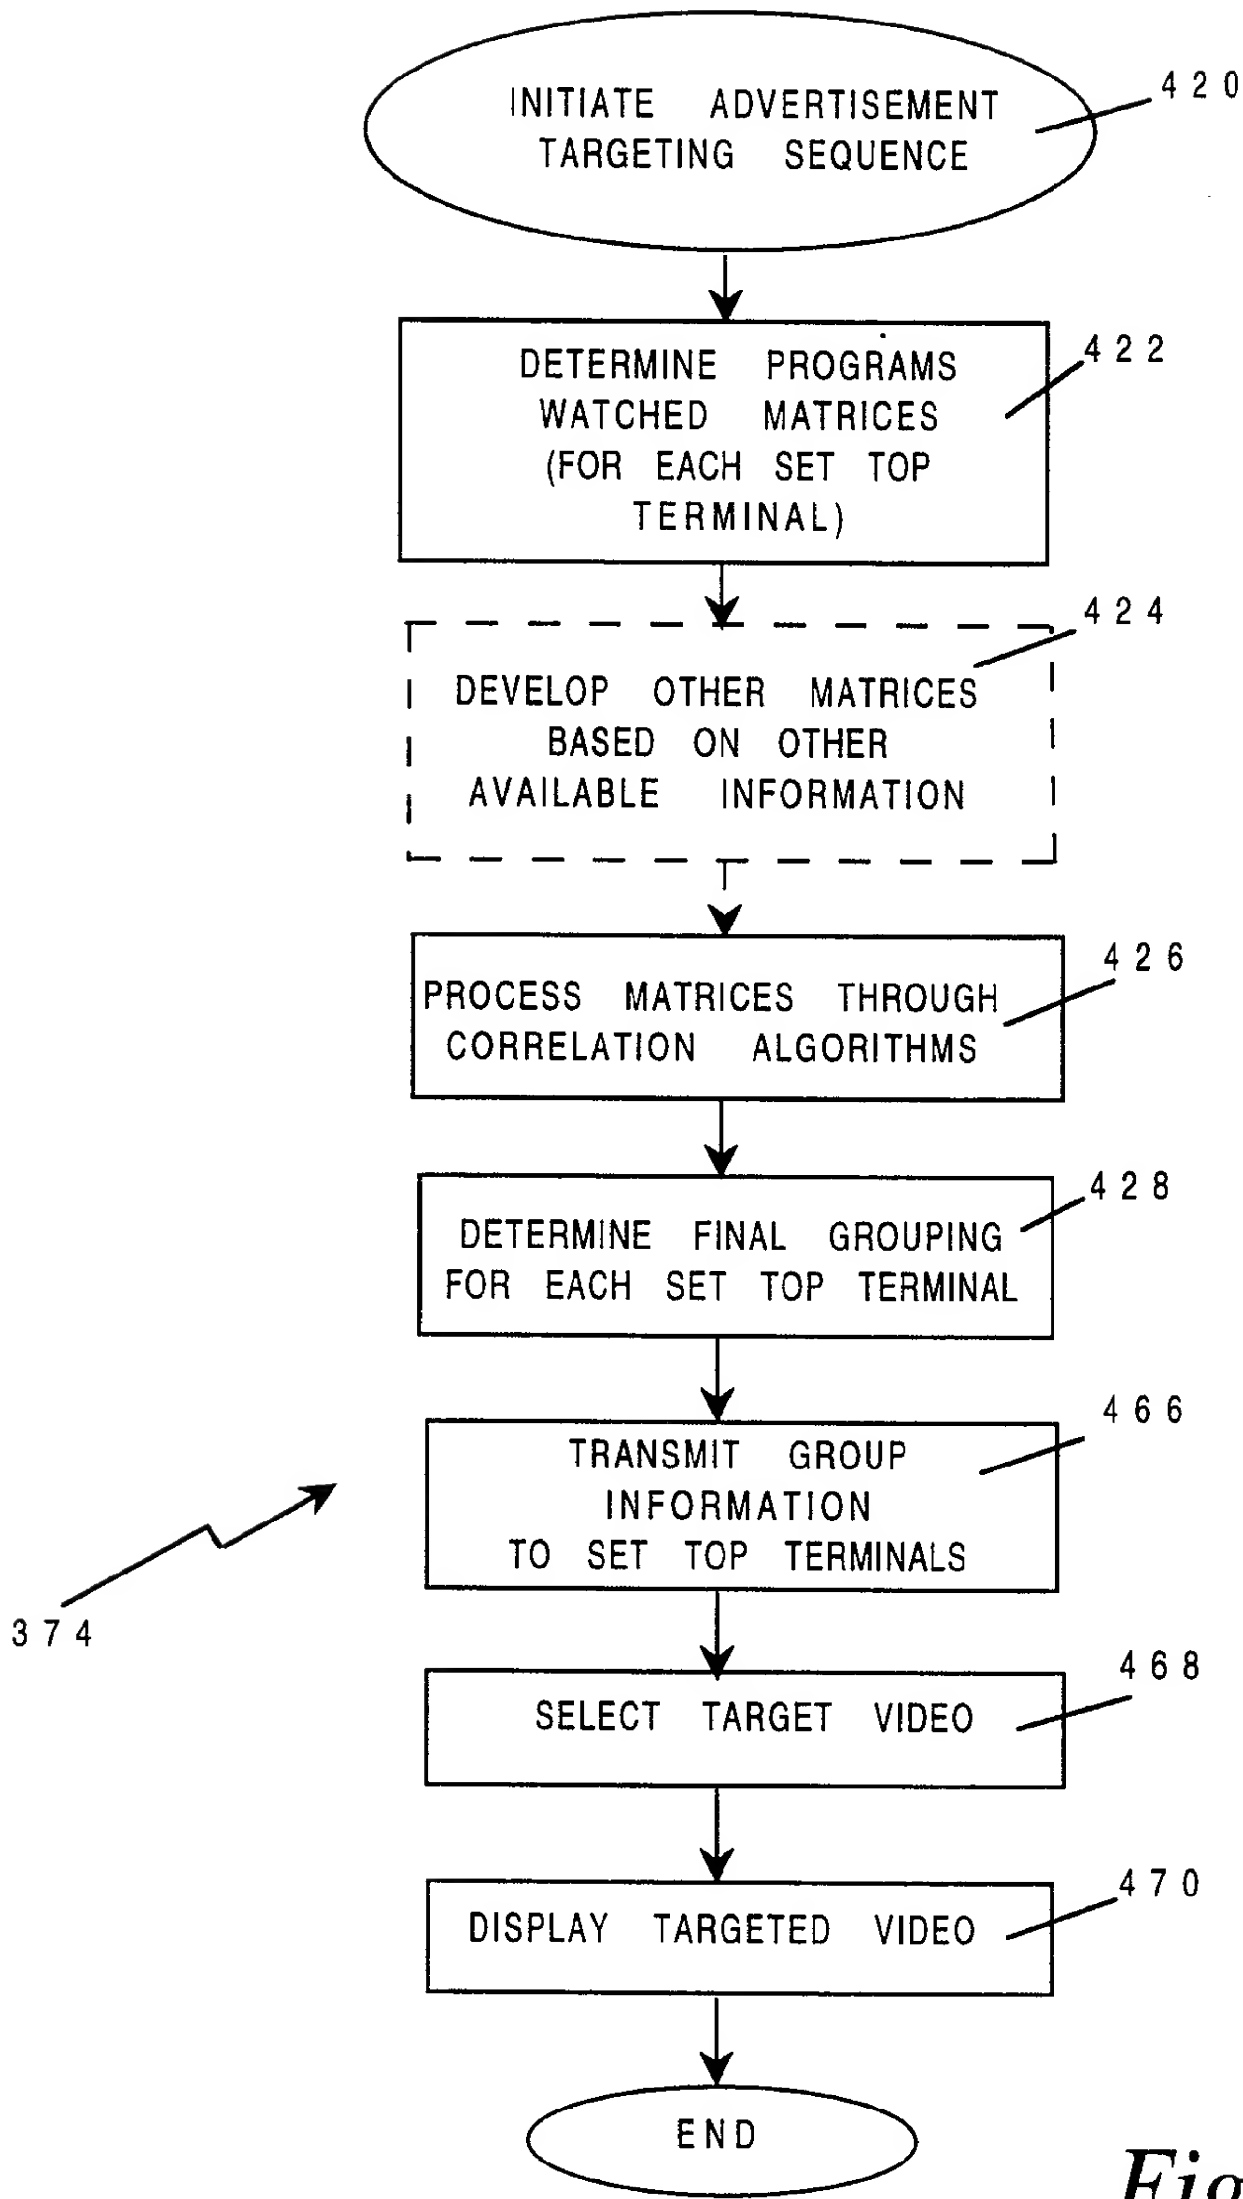 INITIATE ADVERTISEMENT
TARGETING SEQUENCE
420
DETERMINE PROGRAMS
WATCHED MATRICES
(FOR EACH SET TOP
TERMINAL)
422
424
DEVELOP OTHER MATRICES
BASED ON OTHER
AVAILABLE INFORMATION
426
PROCESS MATRICES THROUGH
CORRELATION ALGORITHMS
428
DETERMINE FINAL GROUPING
FOR EACH SET TOP TERMINAL
466
TRANSMIT GROUP
INFORMATION
TO SET TOP TERMINALS
374
468
SELECT TARGET VIDEO
470
DISPLAY TARGETED VIDEO
END
Fig